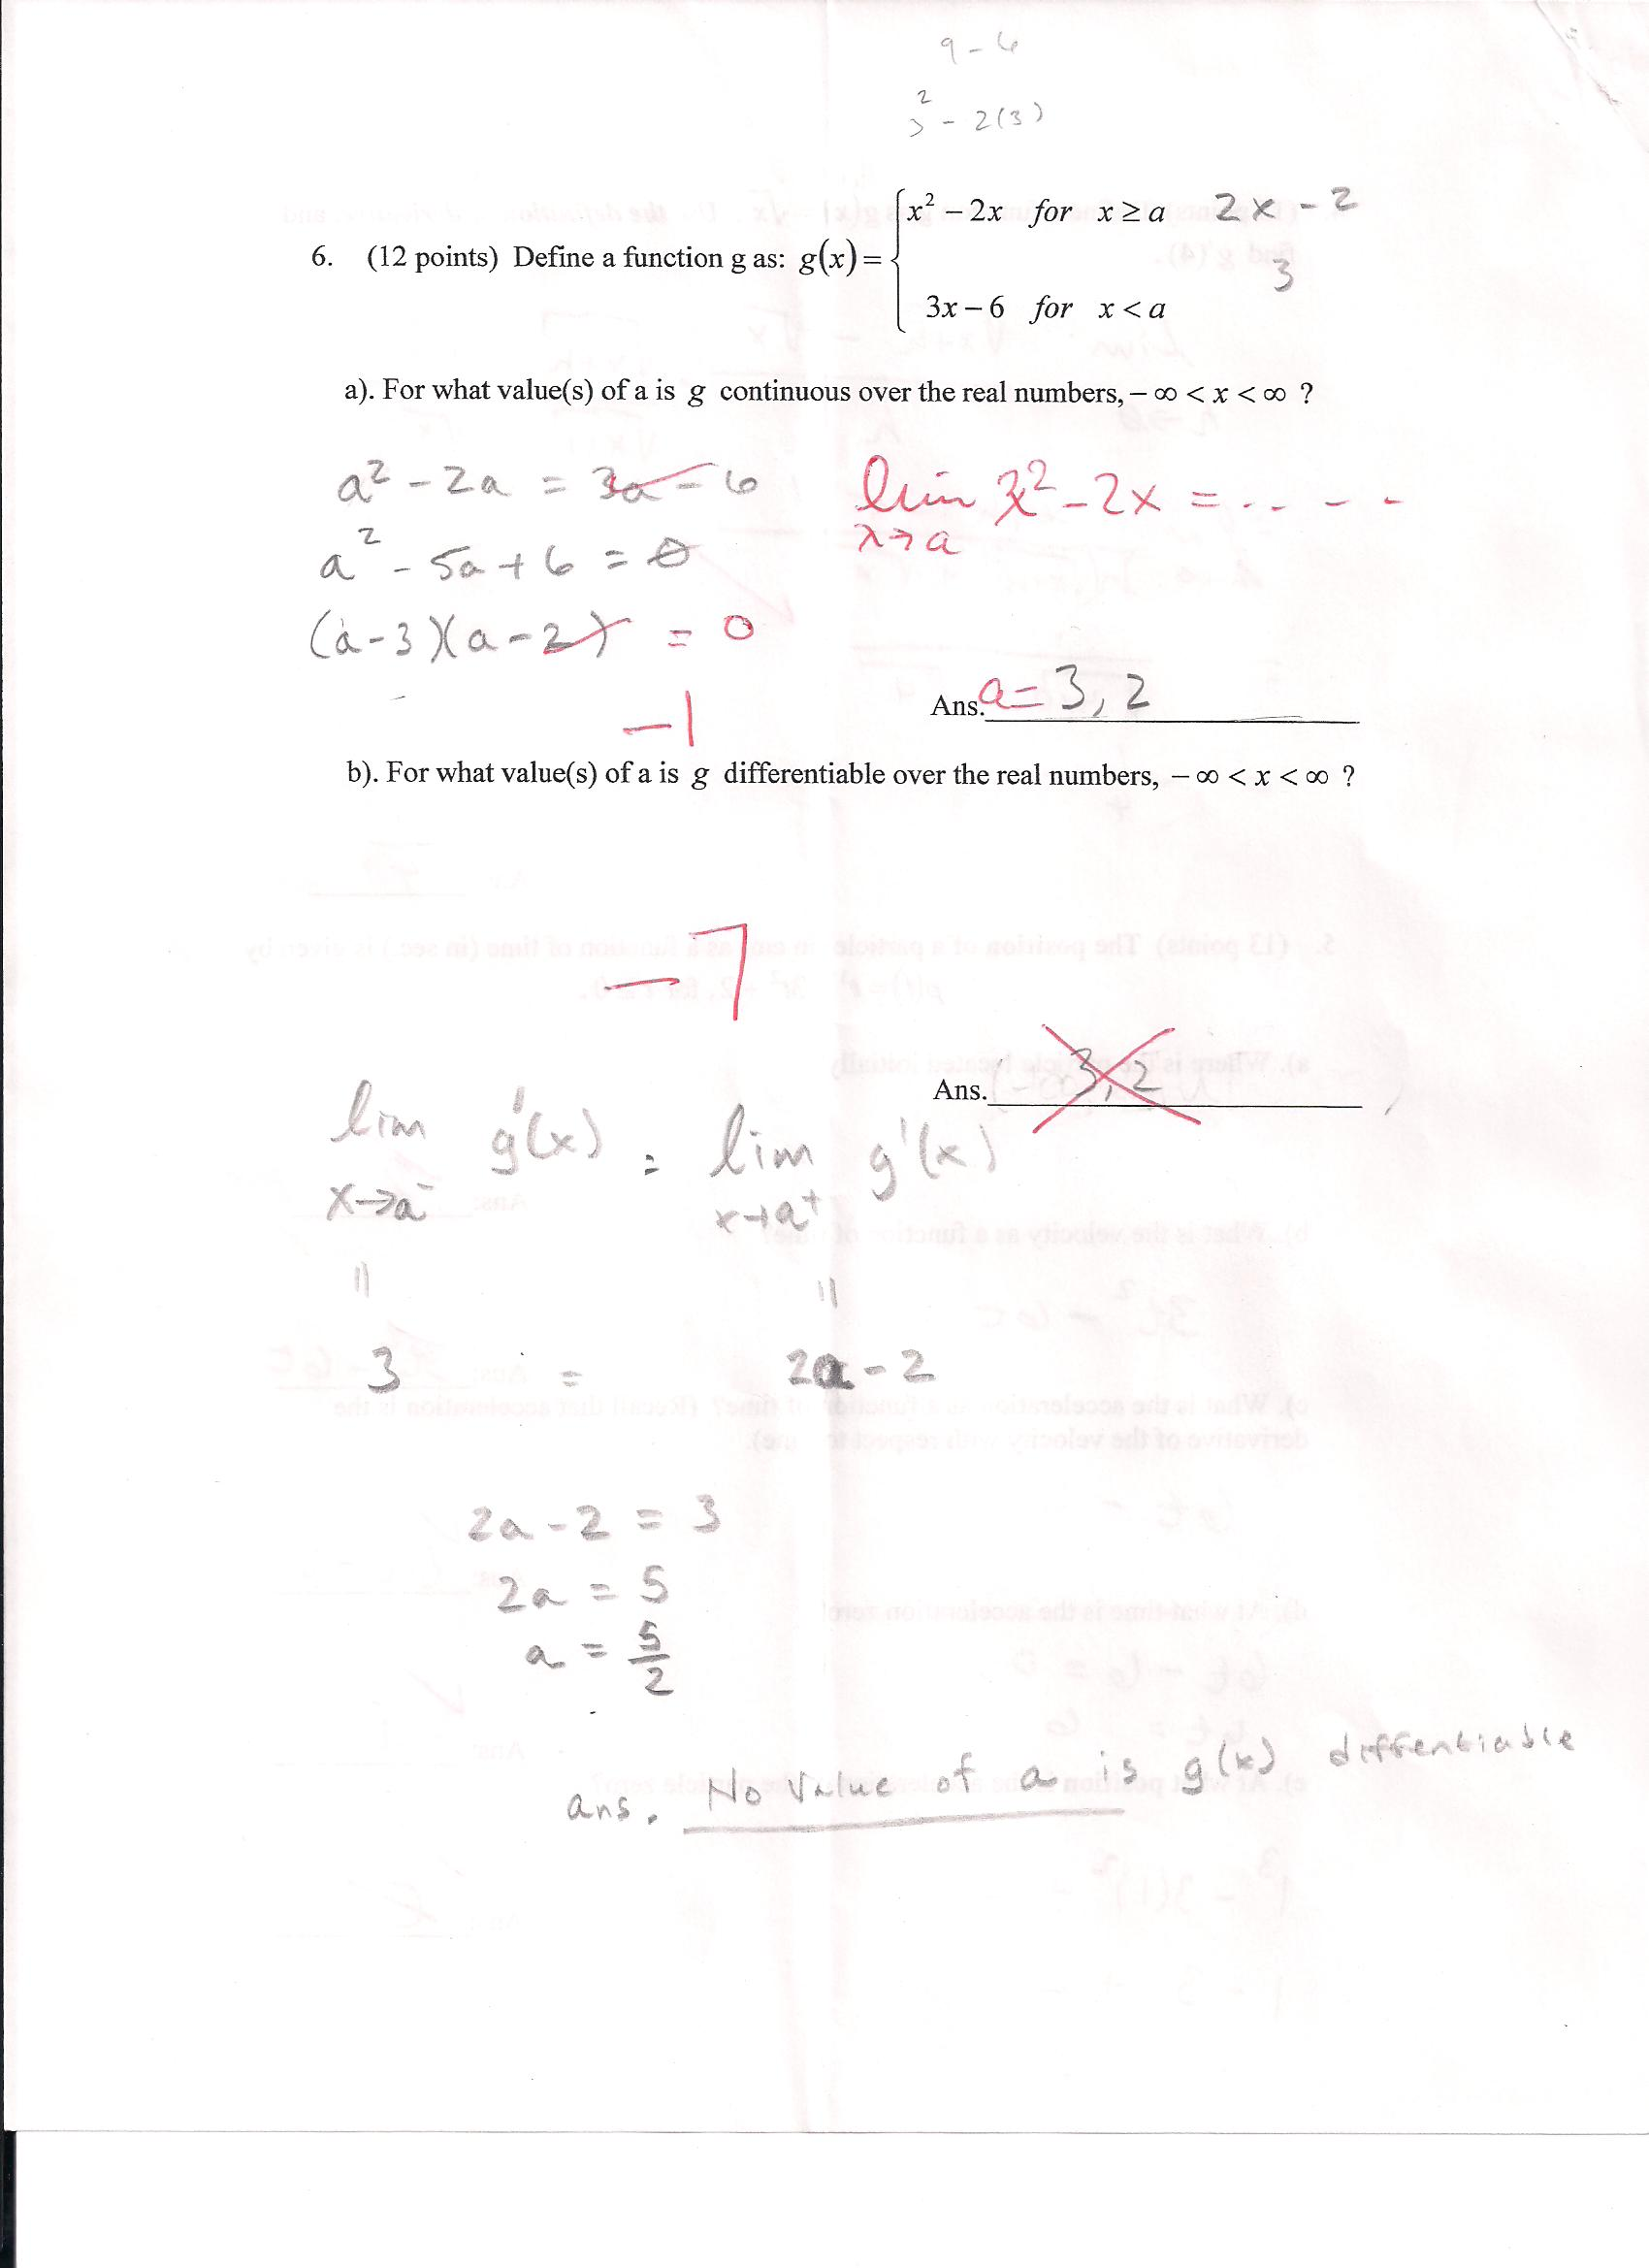 9 - 6
3² - 2(3)
6. (12 points) Define a function g as: g(x) = { x² − 2x for x ≥ a 2x - 2
3x − 6 for x < a 3
a). For what value(s) of a is g continuous over the real numbers, − ∞ < x < ∞ ?
a² - 2a = 3a - 6 lim x² - 2x = .. - -
x→a
a² - 5a + 6 = 0
(a - 3)(a - 2) = 0
Ans. a = 3, 2
-1
b). For what value(s) of a is g differentiable over the real numbers, − ∞ < x < ∞ ?
-7
Ans. 3, 2
lim g'(x) = lim g'(x)
x→a⁻ x→a⁺
|| ||
3 = 2a - 2
2a - 2 = 3
2a = 5
a = 5/2
ans. No Value of a is g(x) diffentiable